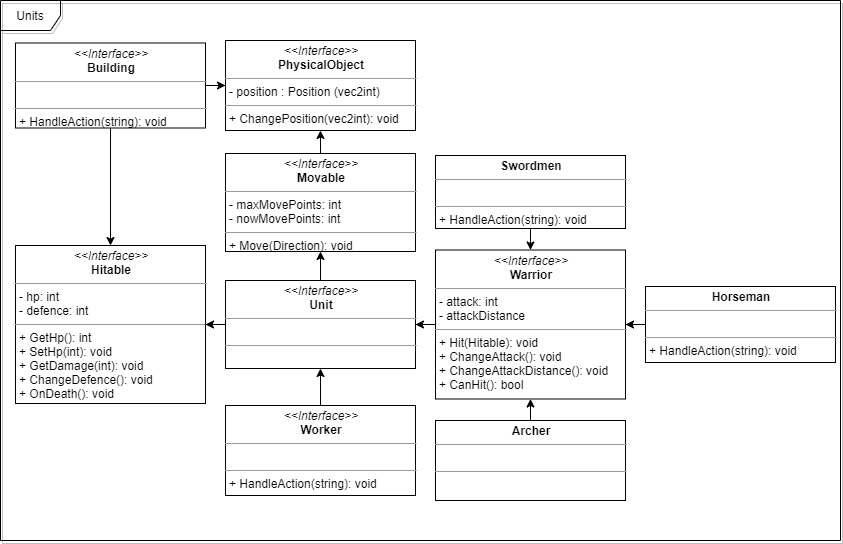 Units
<<Interface>>
Building
+ HandleAction(string): void
<<Interface>>
PhysicalObject
- position : Position (vec2int)
+ ChangePosition(vec2int): void
<<Interface>>
Movable
- maxMovePoints: int
- nowMovePoints: int
+ Move(Direction): void
Swordmen
+ HandleAction(string): void
<<Interface>>
Hitable
- hp: int
- defence: int
+ GetHp(): int
+ SetHp(int): void
+ GetDamage(int): void
+ ChangeDefence(): void
+ OnDeath(): void
<<Interface>>
Unit
<<Interface>>
Warrior
- attack: int
- attackDistance
+ Hit(Hitable): void
+ ChangeAttack(): void
+ ChangeAttackDistance(): void
+ CanHit(): bool
Horseman
+ HandleAction(string): void
<<Interface>>
Worker
+ HandleAction(string): void
Archer